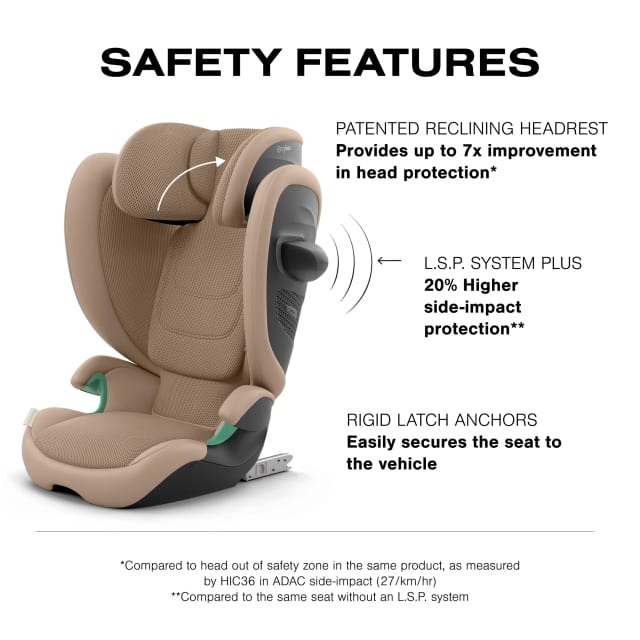 SAFETY FEATURES
PATENTED RECLINING HEADREST
Provides up to 7x improvement
in head protection*
L.S.P. SYSTEM PLUS
20% Higher
side-impact
protection**
RIGID LATCH ANCHORS
Easily secures the seat to
the vehicle
*Compared to head out of safety zone in the same product, as measured
by HIC36 in ADAC side-impact (27/km/hr)
**Compared to the same seat without an L.S.P. system